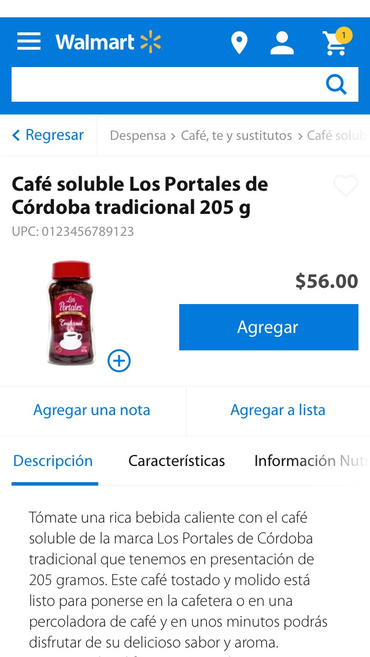 Walmart
1
Regresar
Despensa > Café, te y sustitutos > Café solub
Café soluble Los Portales de
Córdoba tradicional 205 g
UPC: 0123456789123
Los
Portales
Tradicional
$56.00
Agregar
Agregar una nota
Agregar a lista
Descripción
Características
Información Nut
Tómate una rica bebida caliente con el café
soluble de la marca Los Portales de Córdoba
tradicional que tenemos en presentación de
205 gramos. Este café tostado y molido está
listo para ponerse en la cafetera o en una
percoladora de café y en unos minutos podrás
disfrutar de su delicioso sabor y aroma.